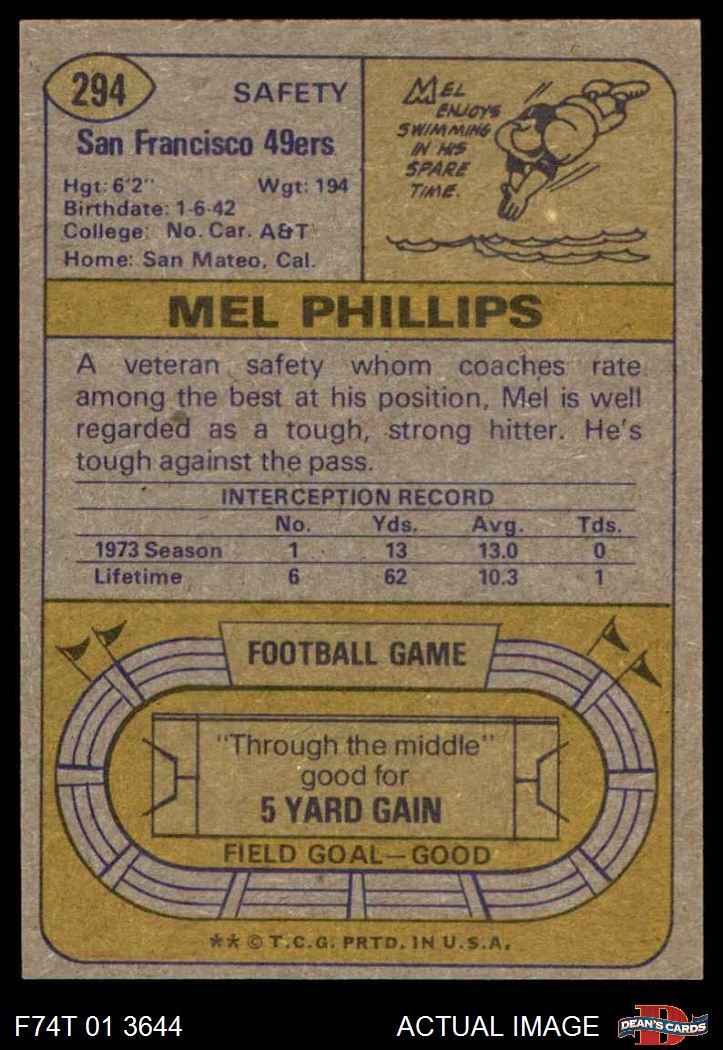 294
SAFETY
San Francisco 49ers
Hgt: 6'2" Wgt: 194
Birthdate: 1-6-42
College: No. Car. A&T
Home: San Mateo, Cal.
MEL
ENJOYS
SWIMMING
IN HIS
SPARE
TIME.
MEL PHILLIPS
A veteran safety whom coaches rate
among the best at his position, Mel is well
regarded as a tough, strong hitter. He's
tough against the pass.
INTERCEPTION RECORD
No. Yds. Avg. Tds.
1973 Season 1 13 13.0 0
Lifetime 6 62 10.3 1
FOOTBALL GAME
"Through the middle"
good for
5 YARD GAIN
FIELD GOAL—GOOD
** © T.C.G. PRTD. IN U.S.A.
F74T 01 3644 ACTUAL IMAGE
D
DEAN'S CARDS